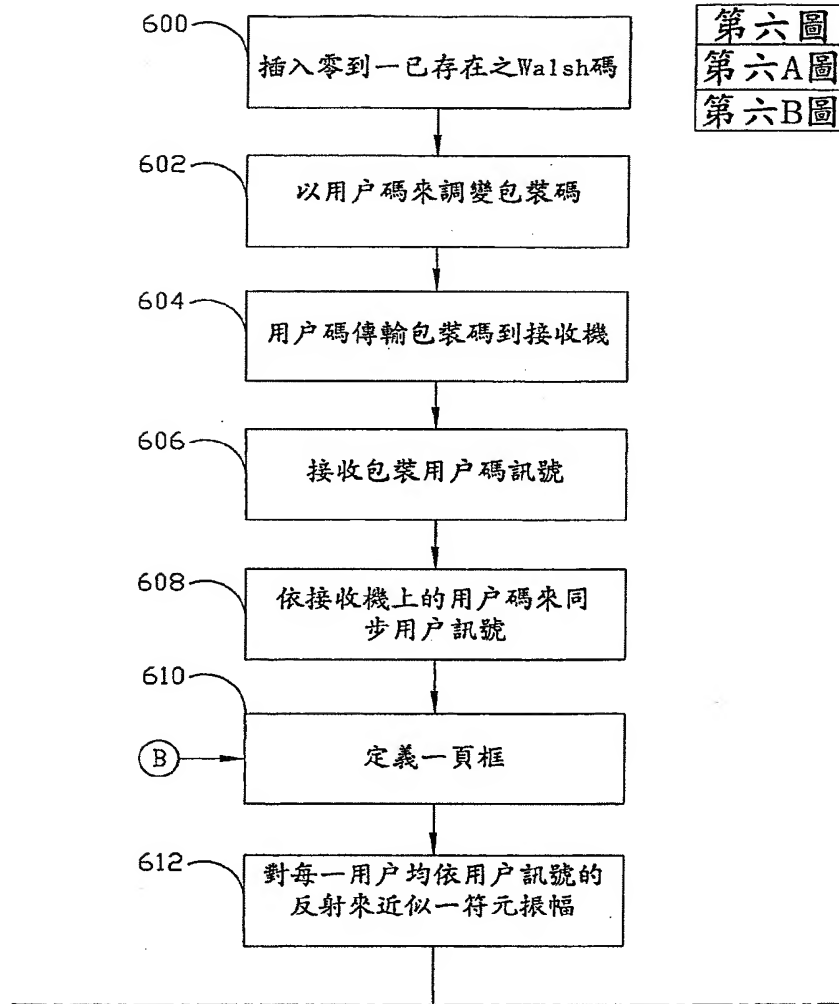 600
插入零到一已存在之Walsh碼
第六圖
第六A圖
第六B圖
602
以用户碼來調變包裝碼
604
用户碼傳輸包裝碼到接收機
606
接收包裝用户碼訊號
608
依接收機上的用户碼來同
步用户訊號
610
B
定義一頁框
612
對每一用户均依用户訊號的
反射來近似一符元振幅